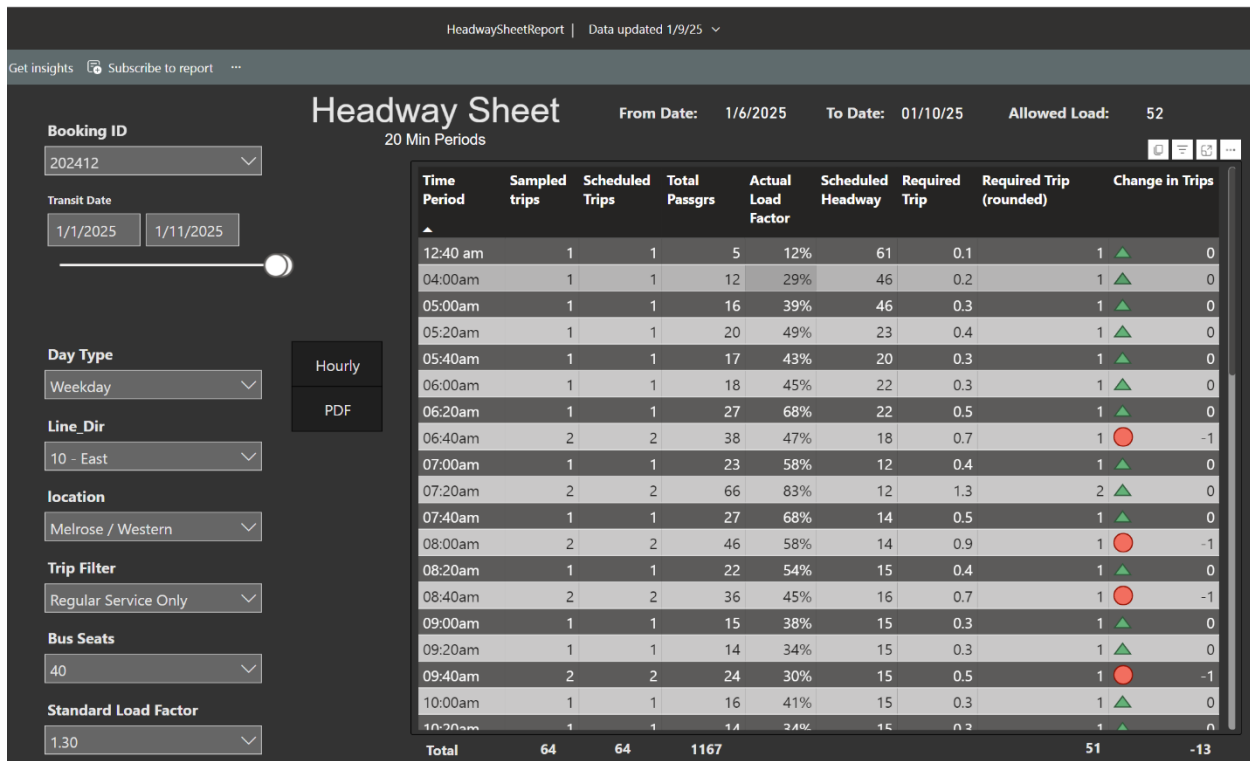 HeadwaySheetReport | Data updated 1/9/25
Get insights Subscribe to report ...
Headway Sheet
20 Min Periods
From Date: 1/6/2025 To Date: 01/10/25 Allowed Load: 52
Booking ID
202412
Transit Date
1/1/2025 1/11/2025
Day Type
Weekday
Line_Dir
10 - East
location
Melrose / Western
Trip Filter
Regular Service Only
Bus Seats
40
Standard Load Factor
1.30
Hourly
PDF
Time Period Sampled trips Scheduled Trips Total Passgrs Actual Load Factor Scheduled Headway Required Trip Required Trip (rounded) Change in Trips
12:40 am 1 1 5 12% 61 0.1 1 0
04:00am 1 1 12 29% 46 0.2 1 0
05:00am 1 1 16 39% 46 0.3 1 0
05:20am 1 1 20 49% 23 0.4 1 0
05:40am 1 1 17 43% 20 0.3 1 0
06:00am 1 1 18 45% 22 0.3 1 0
06:20am 1 1 27 68% 22 0.5 1 0
06:40am 2 2 38 47% 18 0.7 1 -1
07:00am 1 1 23 58% 12 0.4 1 0
07:20am 2 2 66 83% 12 1.3 2 0
07:40am 1 1 27 68% 14 0.5 1 0
08:00am 2 2 46 58% 14 0.9 1 -1
08:20am 1 1 22 54% 15 0.4 1 0
08:40am 2 2 36 45% 16 0.7 1 -1
09:00am 1 1 15 38% 15 0.3 1 0
09:20am 1 1 14 34% 15 0.3 1 0
09:40am 2 2 24 30% 15 0.5 1 -1
10:00am 1 1 16 41% 15 0.3 1 0
10:20am 1 1 14 34% 15 0.3 1 0
Total 64 64 1167 51 -13